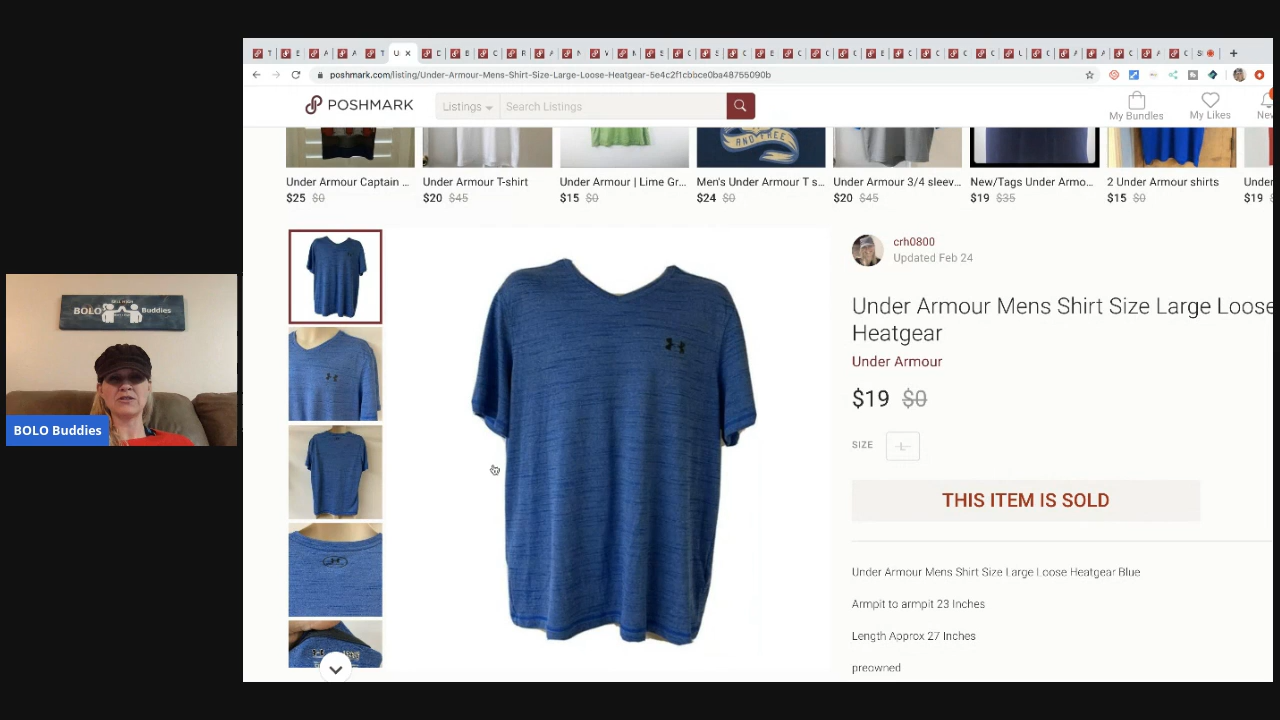 U
poshmark.com/listing/Under-Armour-Mens-Shirt-Size-Large-Loose-Heatgear-5e4c2f1cbbce0ba48755090b
POSHMARK
Listings
Search Listings
My Bundles
My Likes
AND FREE
Under Armour Captain ...
$25 $0
Under Armour T-shirt
$20 $45
Under Armour | Lime Gr...
$15 $0
Men's Under Armour T s...
$24 $0
Under Armour 3/4 sleev...
$20 $45
New/Tags Under Armo...
$19 $35
2 Under Armour shirts
$15 $0
$19
crh0800
Updated Feb 24
Under Armour Mens Shirt Size Large Loose
Heatgear
Under Armour
$19 $0
SIZE
L
THIS ITEM IS SOLD
Under Armour Mens Shirt Size Large Loose Heatgear Blue
Armpit to armpit 23 Inches
Length Approx 27 Inches
preowned
BOLO Buddies
BOLO Buddies